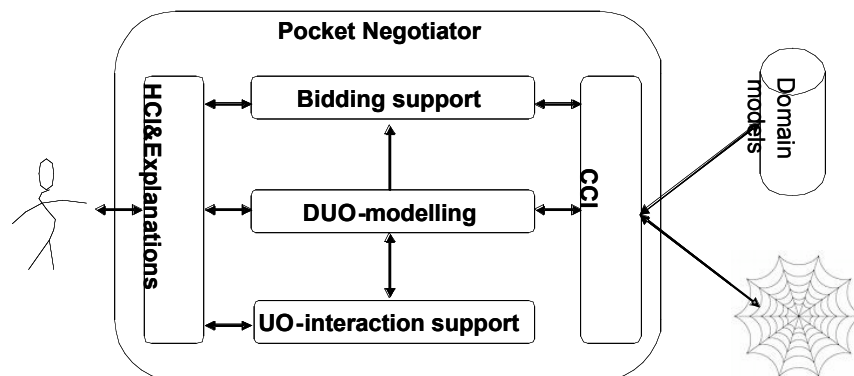 Pocket Negotiator
HCI&Explanations
Bidding support
DUO-modelling
UO-interaction support
CCI
Domain
models